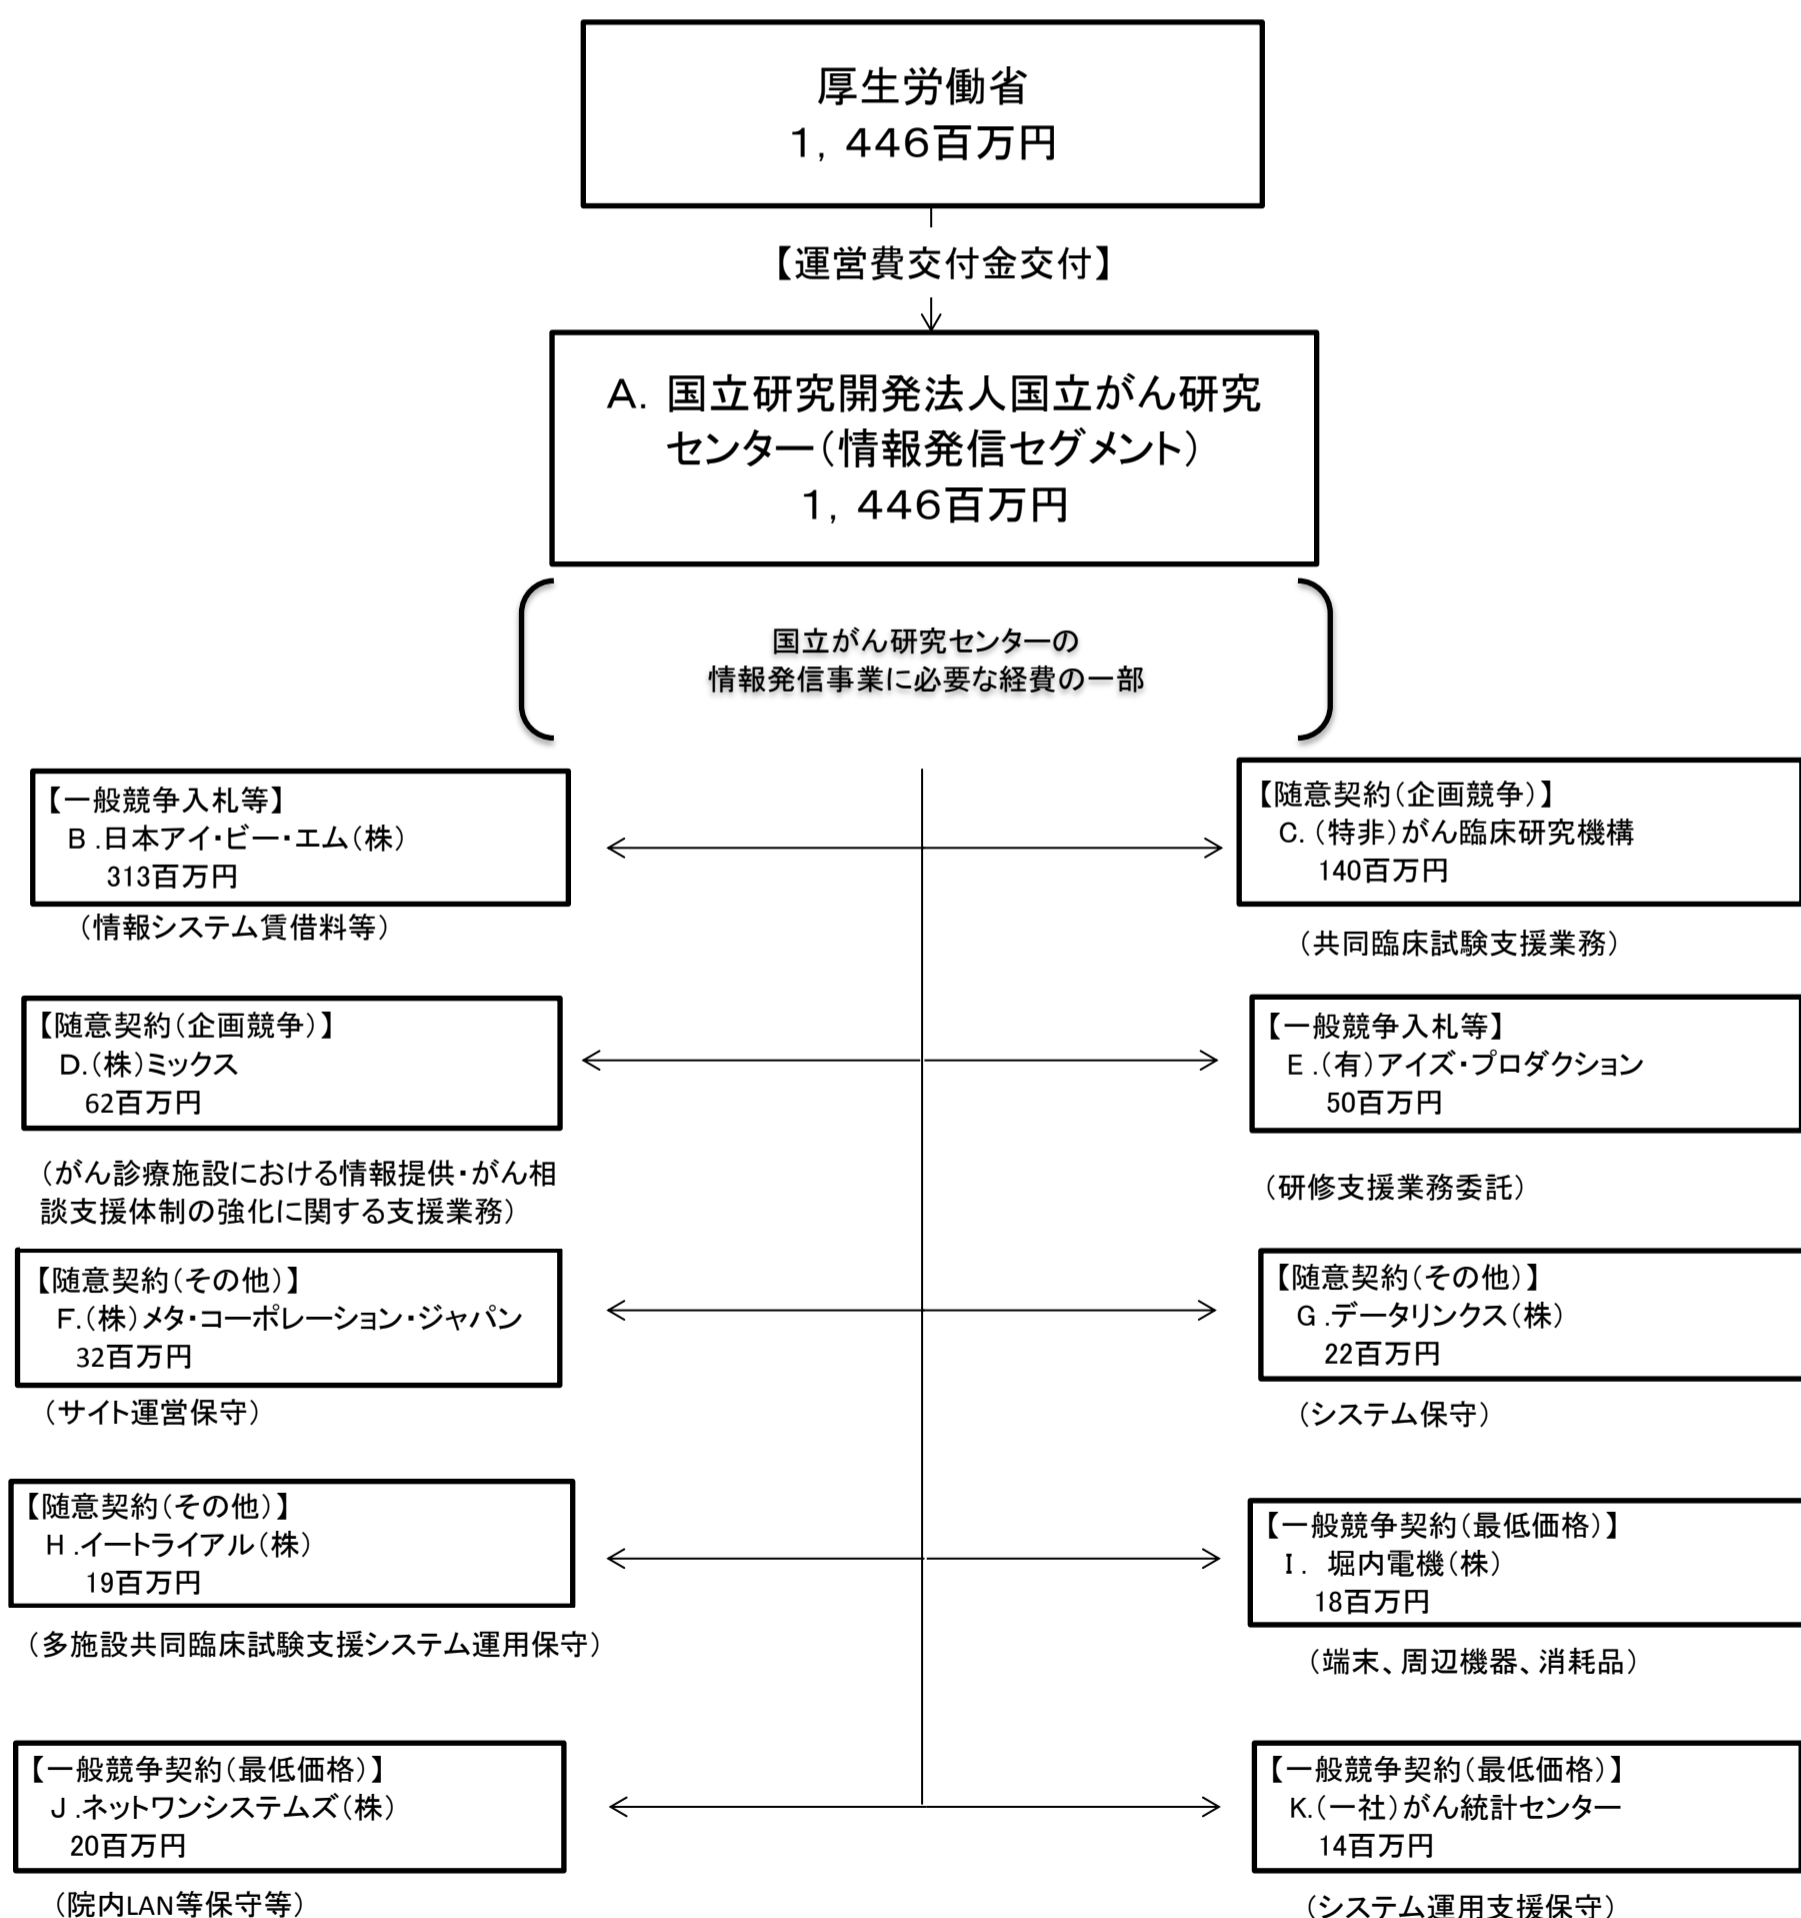 厚生労働省
1，446百万円
【運営費交付金交付】
A．国立研究開発法人国立がん研究
センター（情報発信セグメント）
1，446百万円
国立がん研究センターの
情報発信事業に必要な経費の一部
【一般競争入札等】
B．日本アイ・ビー・エム（株）
313百万円
（情報システム賃借料等）
【随意契約（企画競争）】
C．（特非）がん臨床研究機構
140百万円
（共同臨床試験支援業務）
【随意契約（企画競争）】
D．（株）ミックス
62百万円
（がん診療施設における情報提供・がん相
談支援体制の強化に関する支援業務）
【一般競争入札等】
E．（有）アイズ・プロダクション
50百万円
（研修支援業務委託）
【随意契約（その他）】
F．（株）メタ・コーポレーション・ジャパン
32百万円
（サイト運営保守）
【随意契約（その他）】
G．データリンクス（株）
22百万円
（システム保守）
【随意契約（その他）】
H．イートライアル（株）
19百万円
（多施設共同臨床試験支援システム運用保守）
【一般競争契約（最低価格）】
I． 堀内電機（株）
18百万円
（端末、周辺機器、消耗品）
【一般競争契約（最低価格）】
J．ネットワンシステムズ（株）
20百万円
（院内LAN等保守等）
【一般競争契約（最低価格）】
K．（一社）がん統計センター
14百万円
（システム運用支援保守）